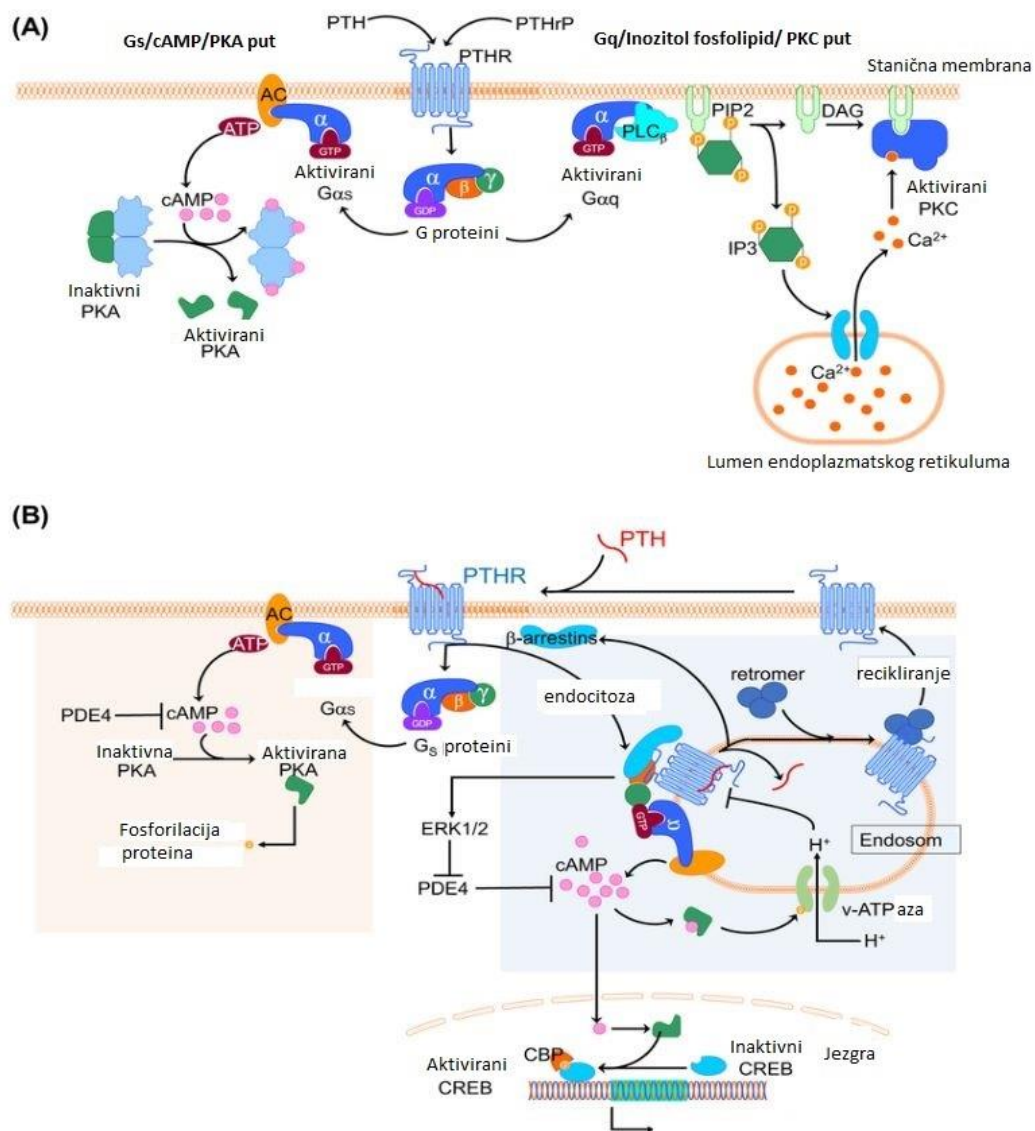 (A)
Gs/cAMP/PKA put
PTH
PTHrP
PTHR
Gq/Inozitol fosfolipid/ PKC put
Stanična membrana
AC
ATP
α
GTP
Aktivirani
Gαs
cAMP
Inaktivni
PKA
Aktivirani
PKA
α
β
γ
GDP
G proteini
α
PLCβ
GTP
Aktivirani
Gαq
PIP2
P
P
P
DAG
IP3
P
P
P
Aktivirani
PKC
Ca²⁺
Ca²⁺
Lumen endoplazmatskog retikuluma
(B)
PTH
PTHR
AC
ATP
α
GTP
β-arrestins
PDE4
cAMP
Gαs
α
β
γ
GDP
Gs proteini
endocitoza
retromer
recikliranje
Inaktivna
PKA
Aktivirana
PKA
Fosforilacija
proteina
ERK1/2
PDE4
GTP
α
cAMP
H⁺
Endosom
v-ATP aza
H⁺
Aktivirani
CREB
CBP
Inaktivni
CREB
Jezgra